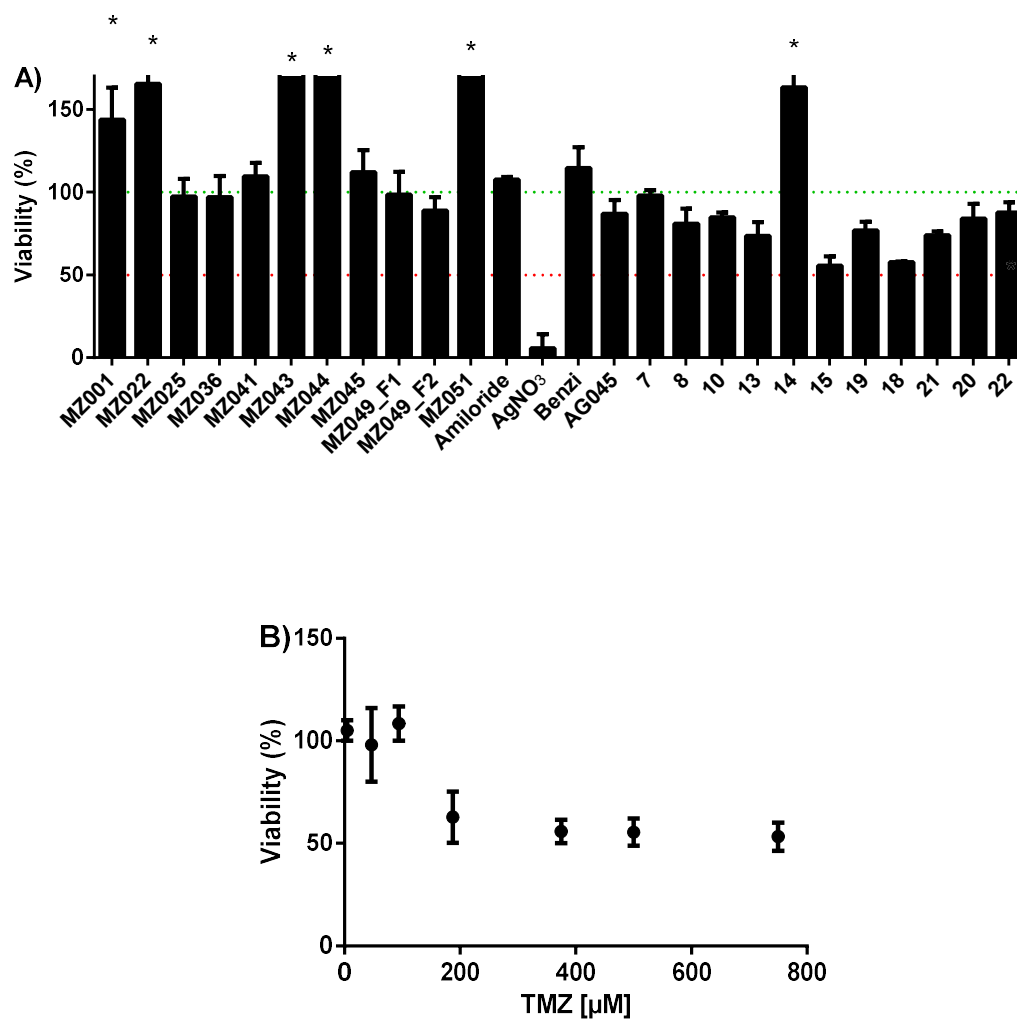 * * * * * *
A)
Viability (%)
150
100
50
0
MZ001 MZ022 MZ025 MZ036 MZ041 MZ043 MZ044 MZ045 MZ049_F1 MZ049_F2 MZ051 Amiloride AgNO₃ Benzi AG045 7 8 10 13 14 15 19 18 21 20 22
B)
Viability (%)
150
100
50
0
0 200 400 600 800
TMZ [µM]